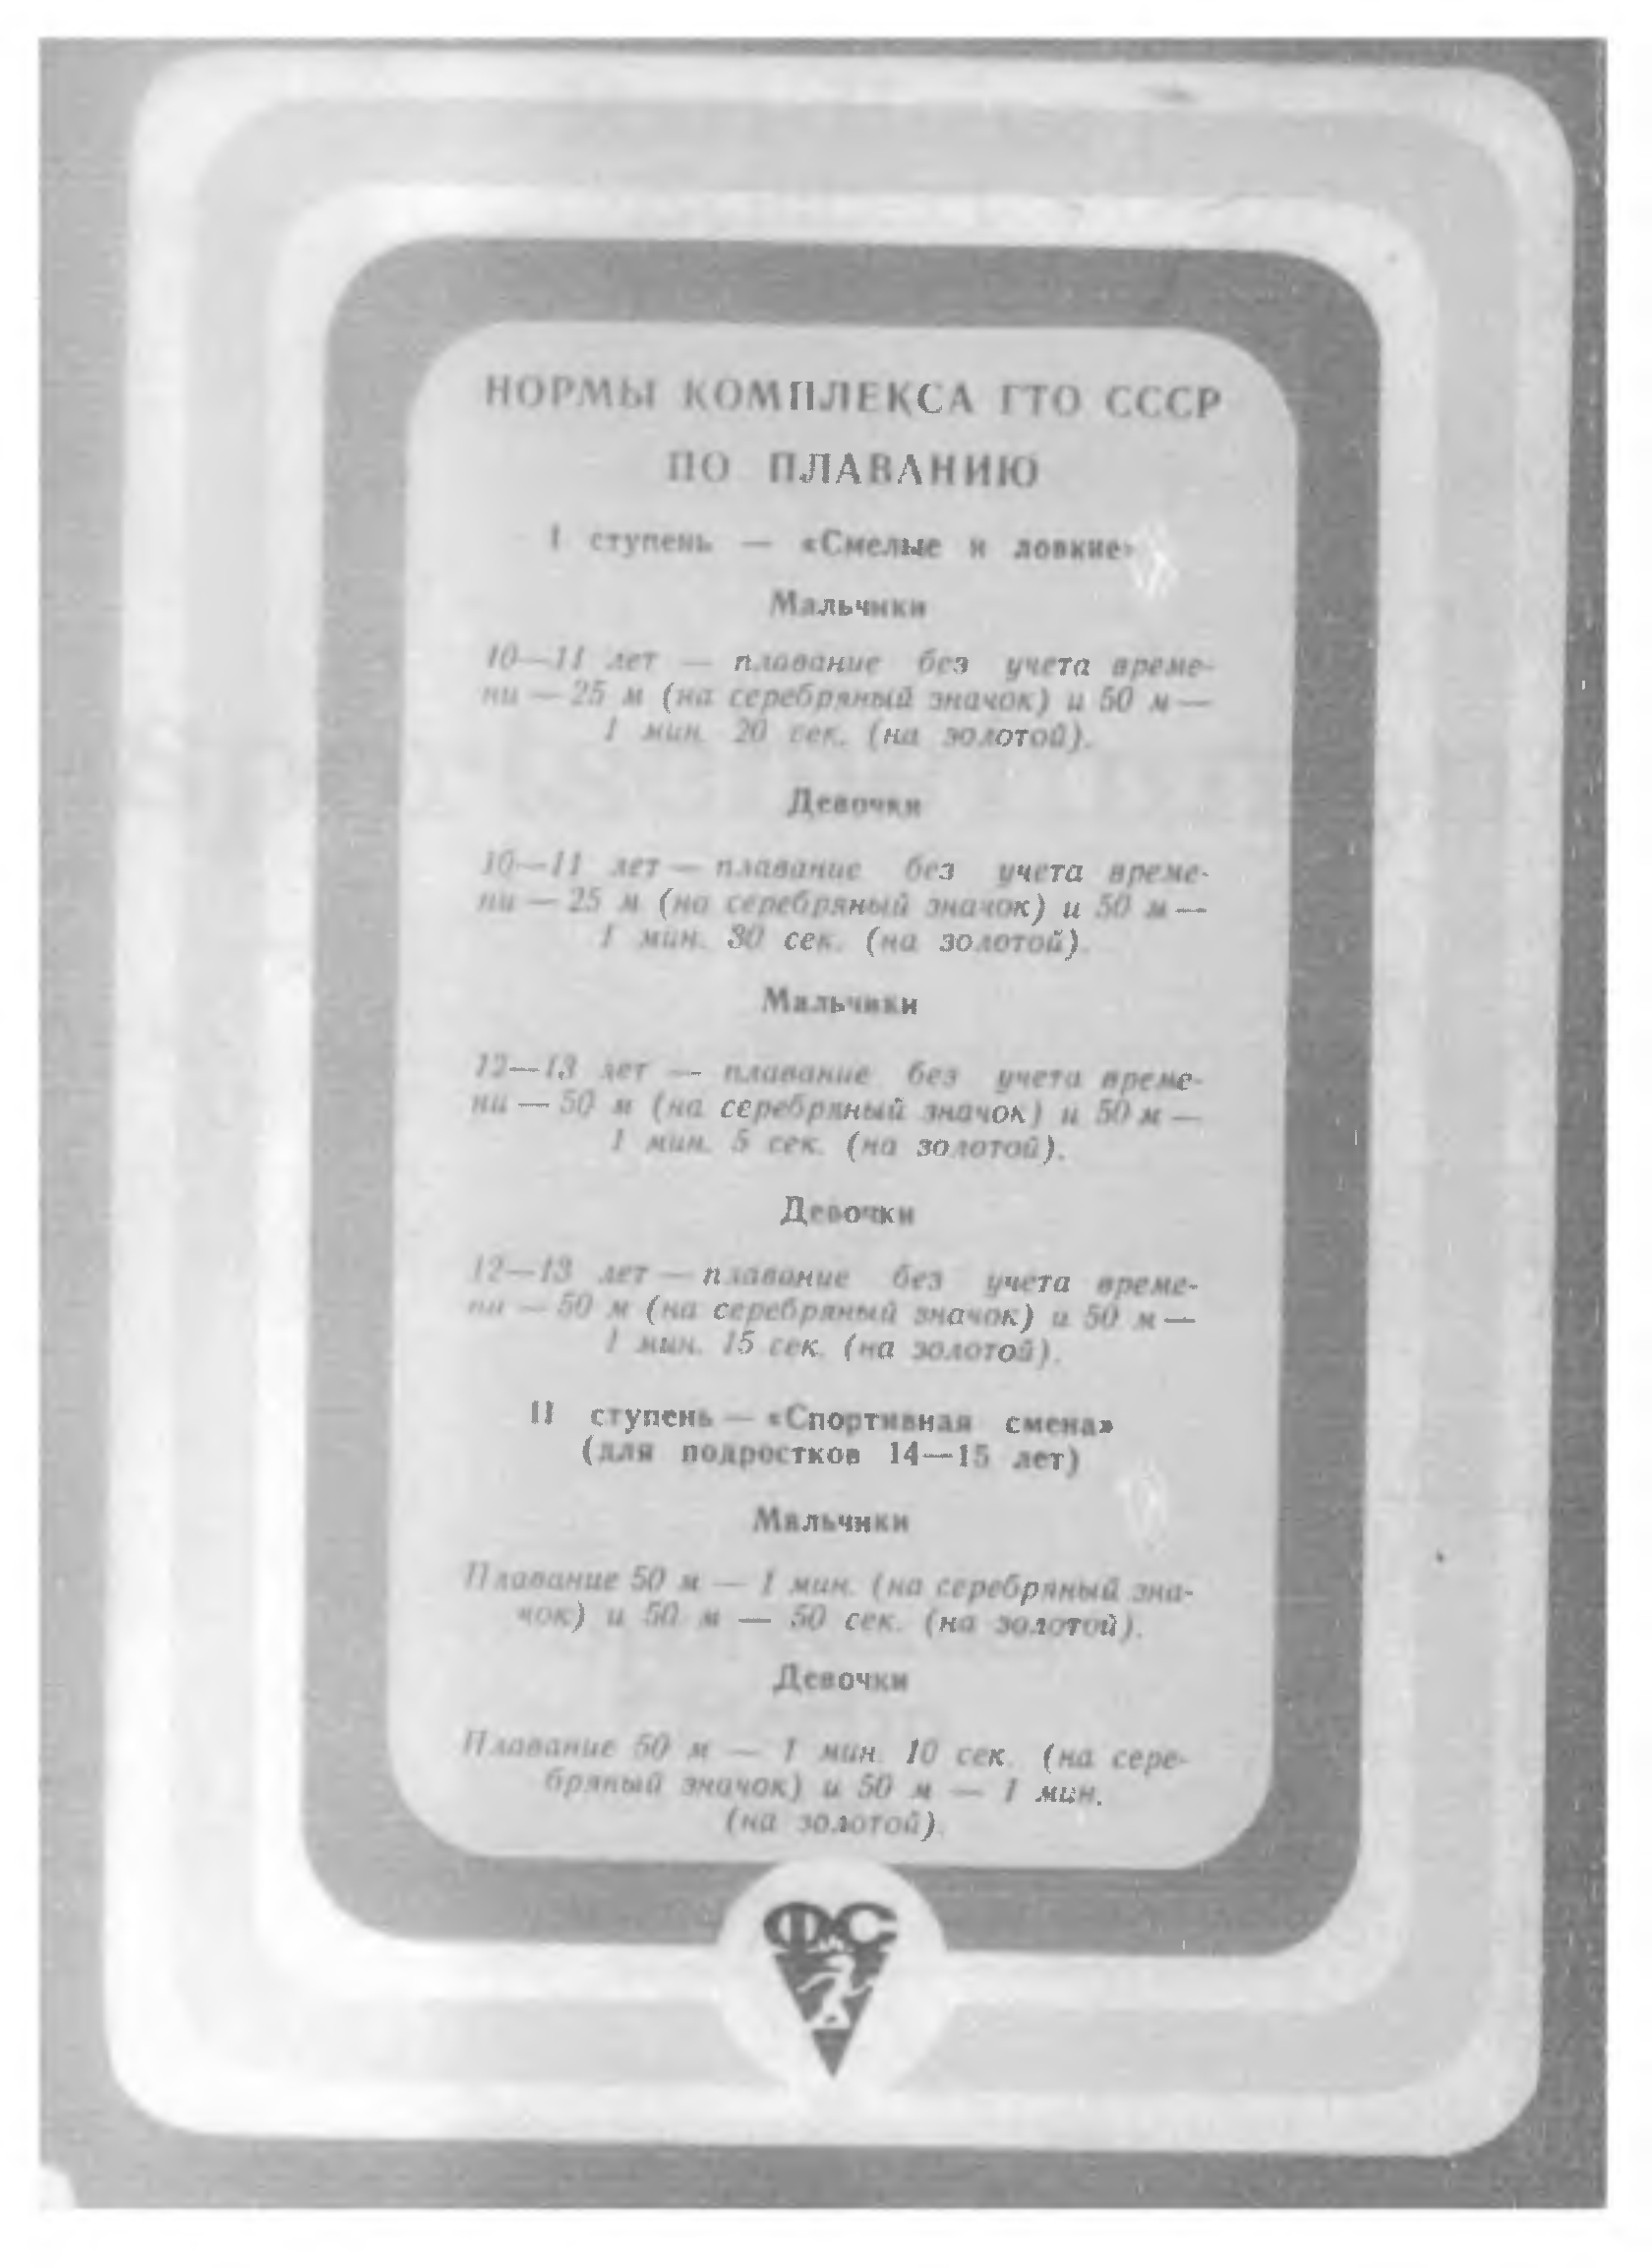 НОРМЫ КОМПЛЕКСА ГТО СССР
ПО ПЛАВАНИЮ
I ступень — «Смелые и ловкие»
Мальчики
10—11 лет — плавание без учета време-
ни — 25 м (на серебряный значок) и 50 м —
1 мин. 20 сек. (на золотой).
Девочки
10—11 лет — плавание без учета време-
ни — 25 м (на серебряный значок) и 50 м —
1 мин. 30 сек. (на золотой).
Мальчики
12—13 лет — плавание без учета време-
ни — 50 м (на серебряный значок) и 50 м —
1 мин. 5 сек. (на золотой).
Девочки
12—13 лет — плавание без учета време-
ни — 50 м (на серебряный значок) и 50 м —
1 мин. 15 сек. (на золотой).
II ступень — «Спортивная смена»
(для подростков 14—15 лет)
Мальчики
Плавание 50 м — 1 мин. (на серебряный зна-
чок) и 50 м — 50 сек. (на золотой).
Девочки
Плавание 50 м — 1 мин. 10 сек. (на сере-
бряный значок) и 50 м — 1 мин.
(на золотой).
ФиС